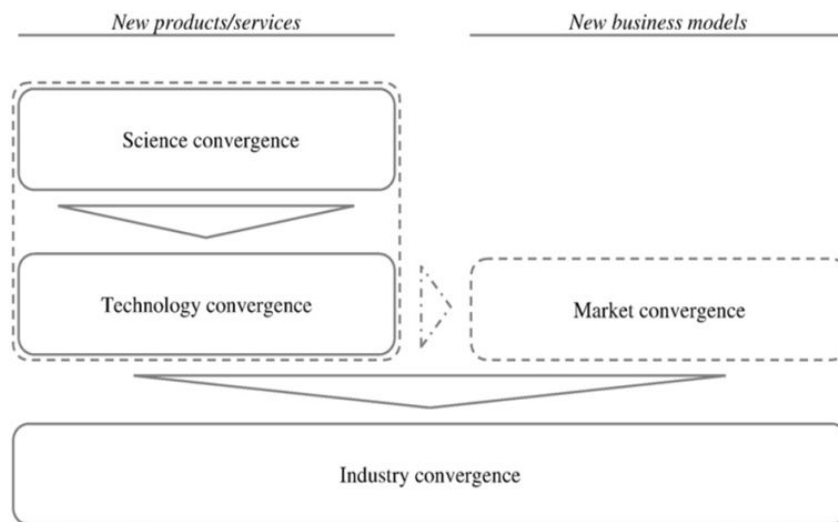 New products/services
New business models
Science convergence
Technology convergence
Market convergence
Industry convergence